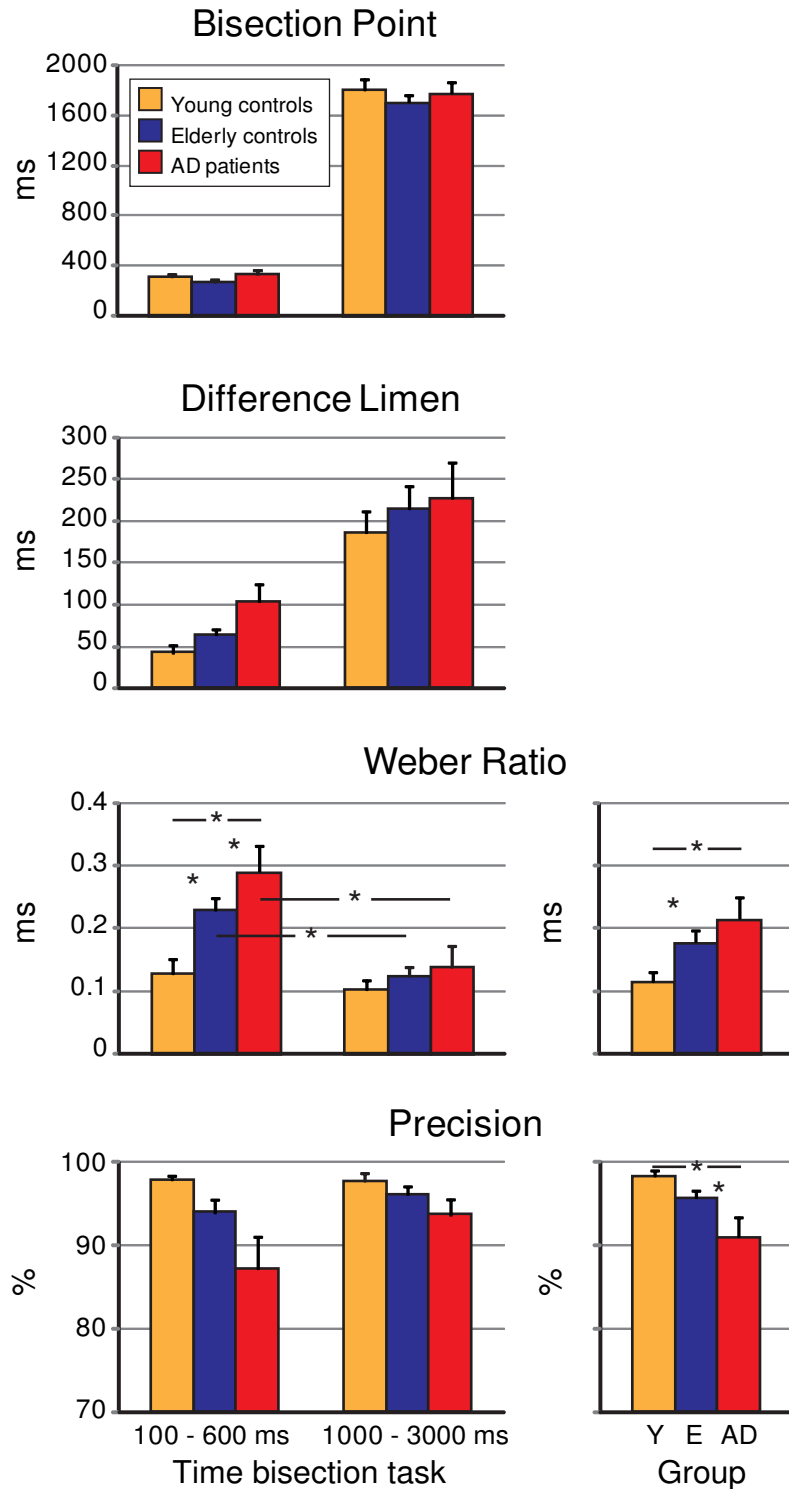 Bisection Point
2000
1600
1200
800
400
0
ms
Young controls
Elderly controls
AD patients
Difference Limen
300
250
200
150
100
50
0
ms
Weber Ratio
0.4
0.3
0.2
0.1
0
ms
*
*
*
*
*
ms
*
*
Precision
100
90
80
70
%
100 - 600 ms
1000 - 3000 ms
Time bisection task
%
*
*
Y E AD
Group